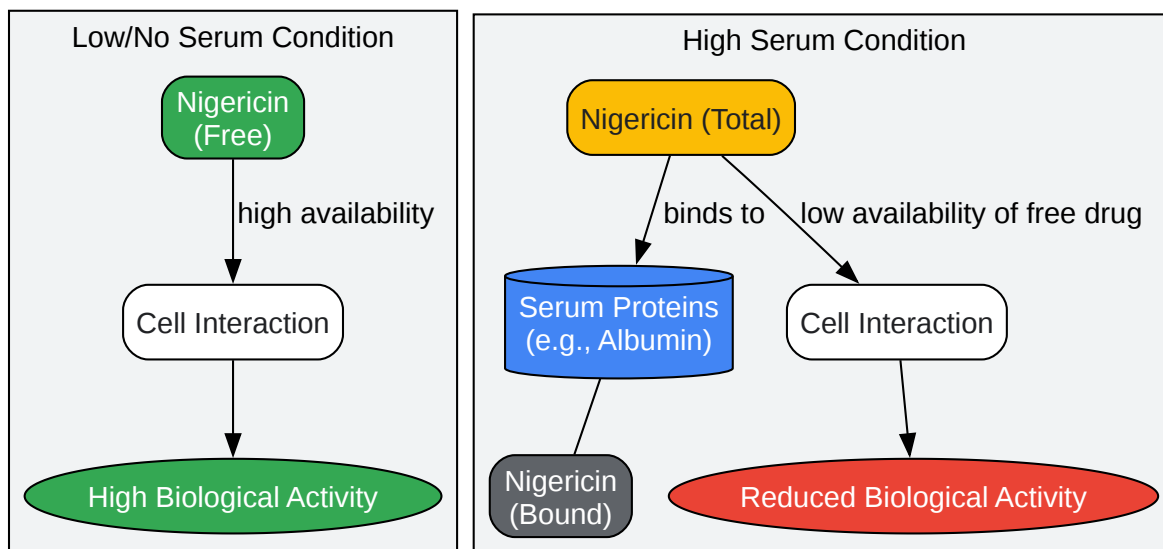 Low/No Serum Condition
Nigericin
(Free)
high availability
Cell Interaction
High Biological Activity
High Serum Condition
Nigericin (Total)
binds to
low availability of free drug
Serum Proteins
(e.g., Albumin)
Cell Interaction
Nigericin
(Bound)
Reduced Biological Activity